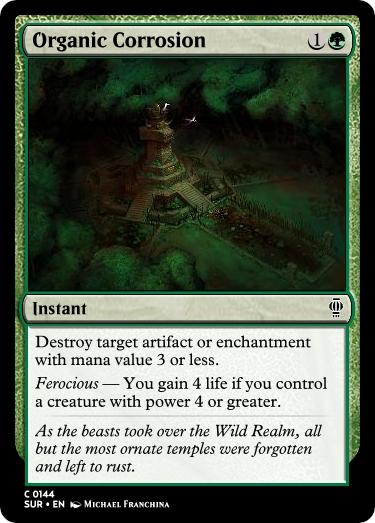 Organic Corrosion
1
Instant
Destroy target artifact or enchantment
with mana value 3 or less.
Ferocious — You gain 4 life if you control
a creature with power 4 or greater.
As the beasts took over the Wild Realm, all
but the most ornate temples were forgotten
and left to rust.
C 0144
SUR • EN Michael Franchina